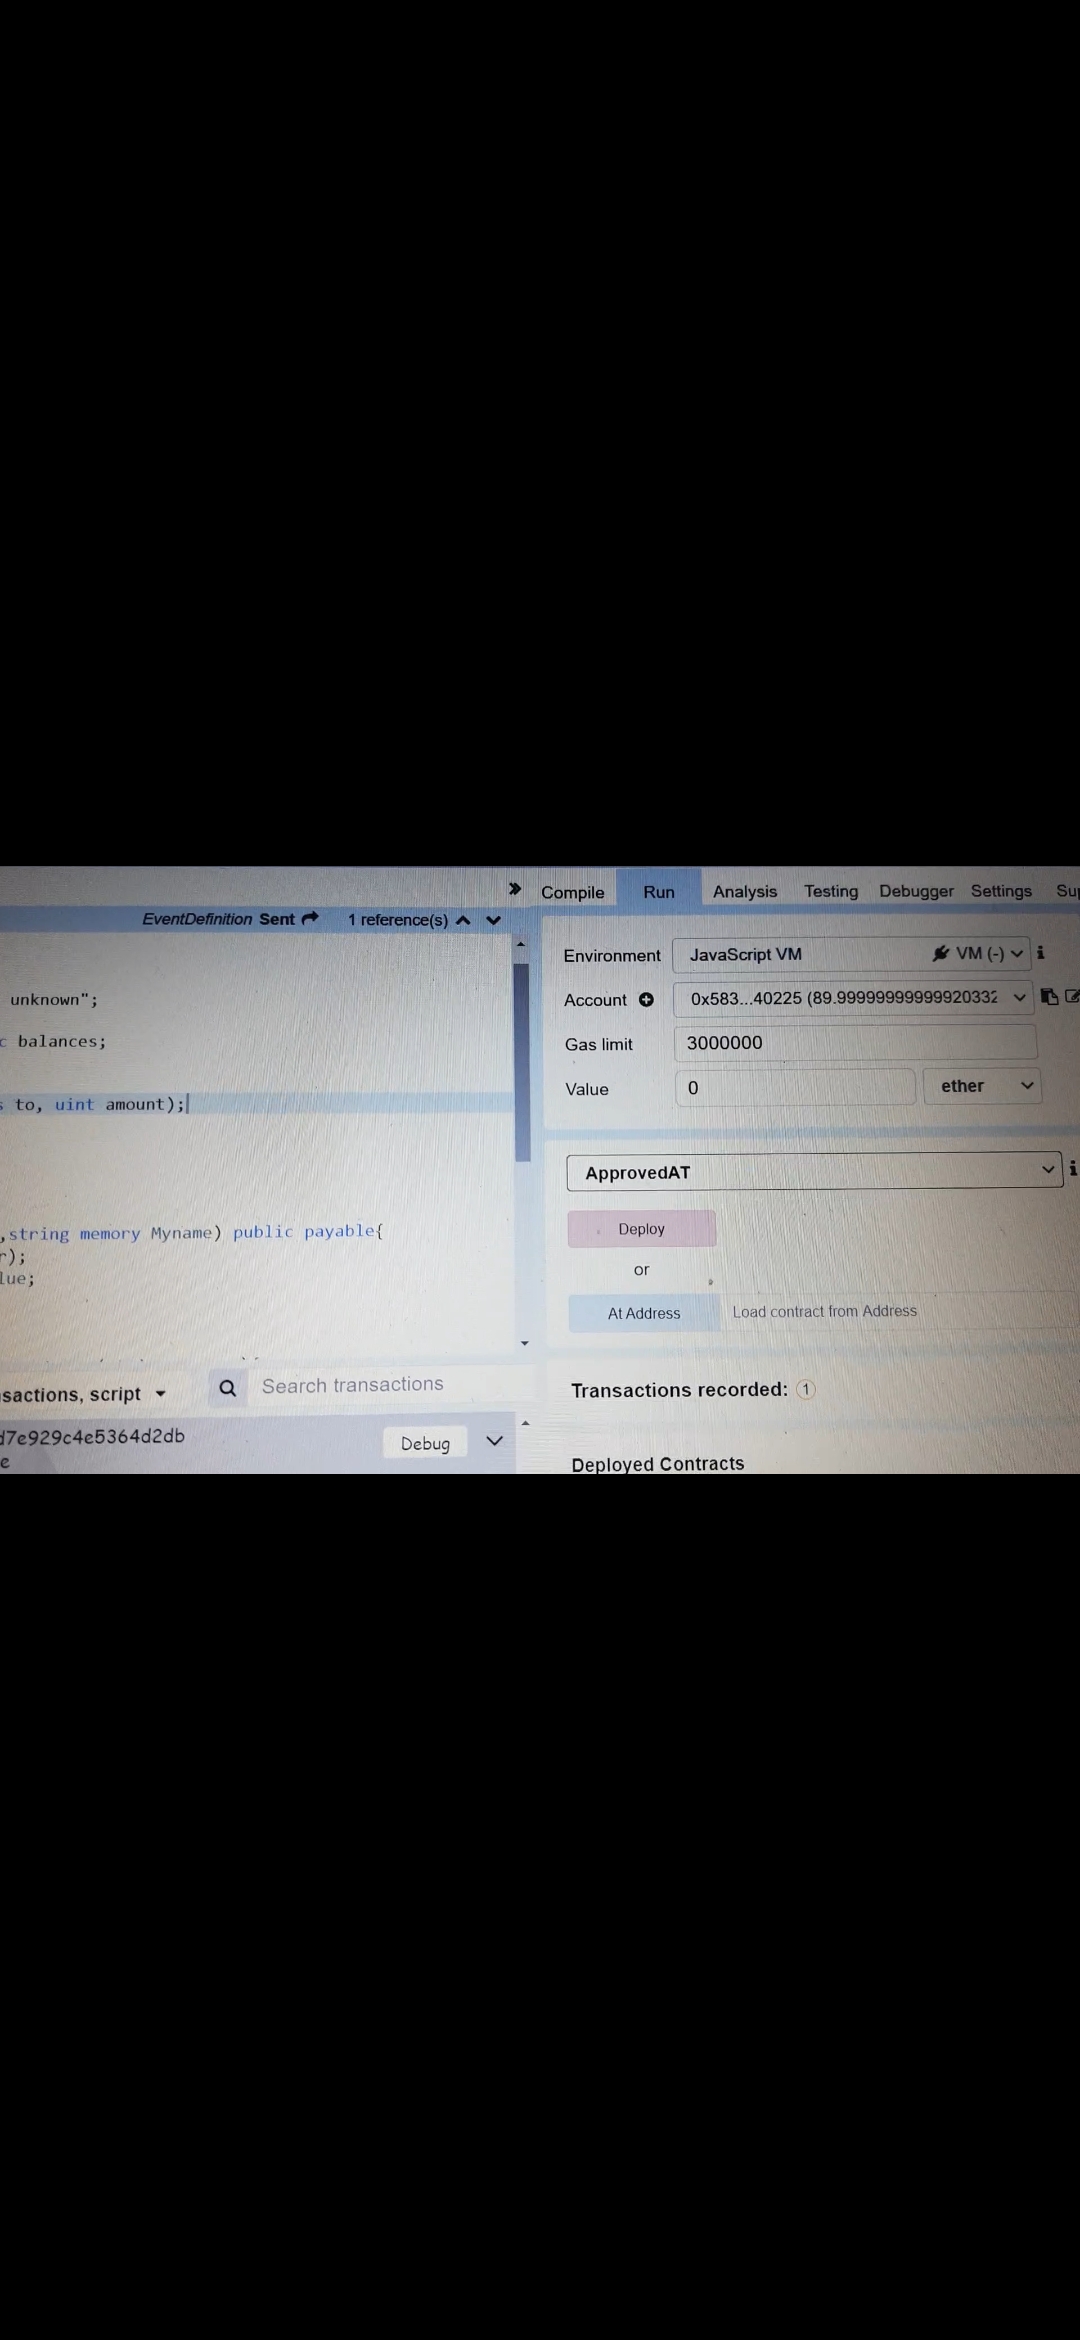 » Compile Run Analysis Testing Debugger Settings Sup
EventDefinition Sent 1 reference(s)
unknown";
c balances;
s to, uint amount);
,string memory Myname) public payable{
r);
lue;
sactions, script
Search transactions
d7e929c4e5364d2db
e
Debug
Environment JavaScript VM VM (-) i
Account 0x583...40225 (89.99999999999920332
Gas limit 3000000
Value 0 ether
ApprovedAT i
Deploy
or
At Address Load contract from Address
Transactions recorded: 1
Deployed Contracts